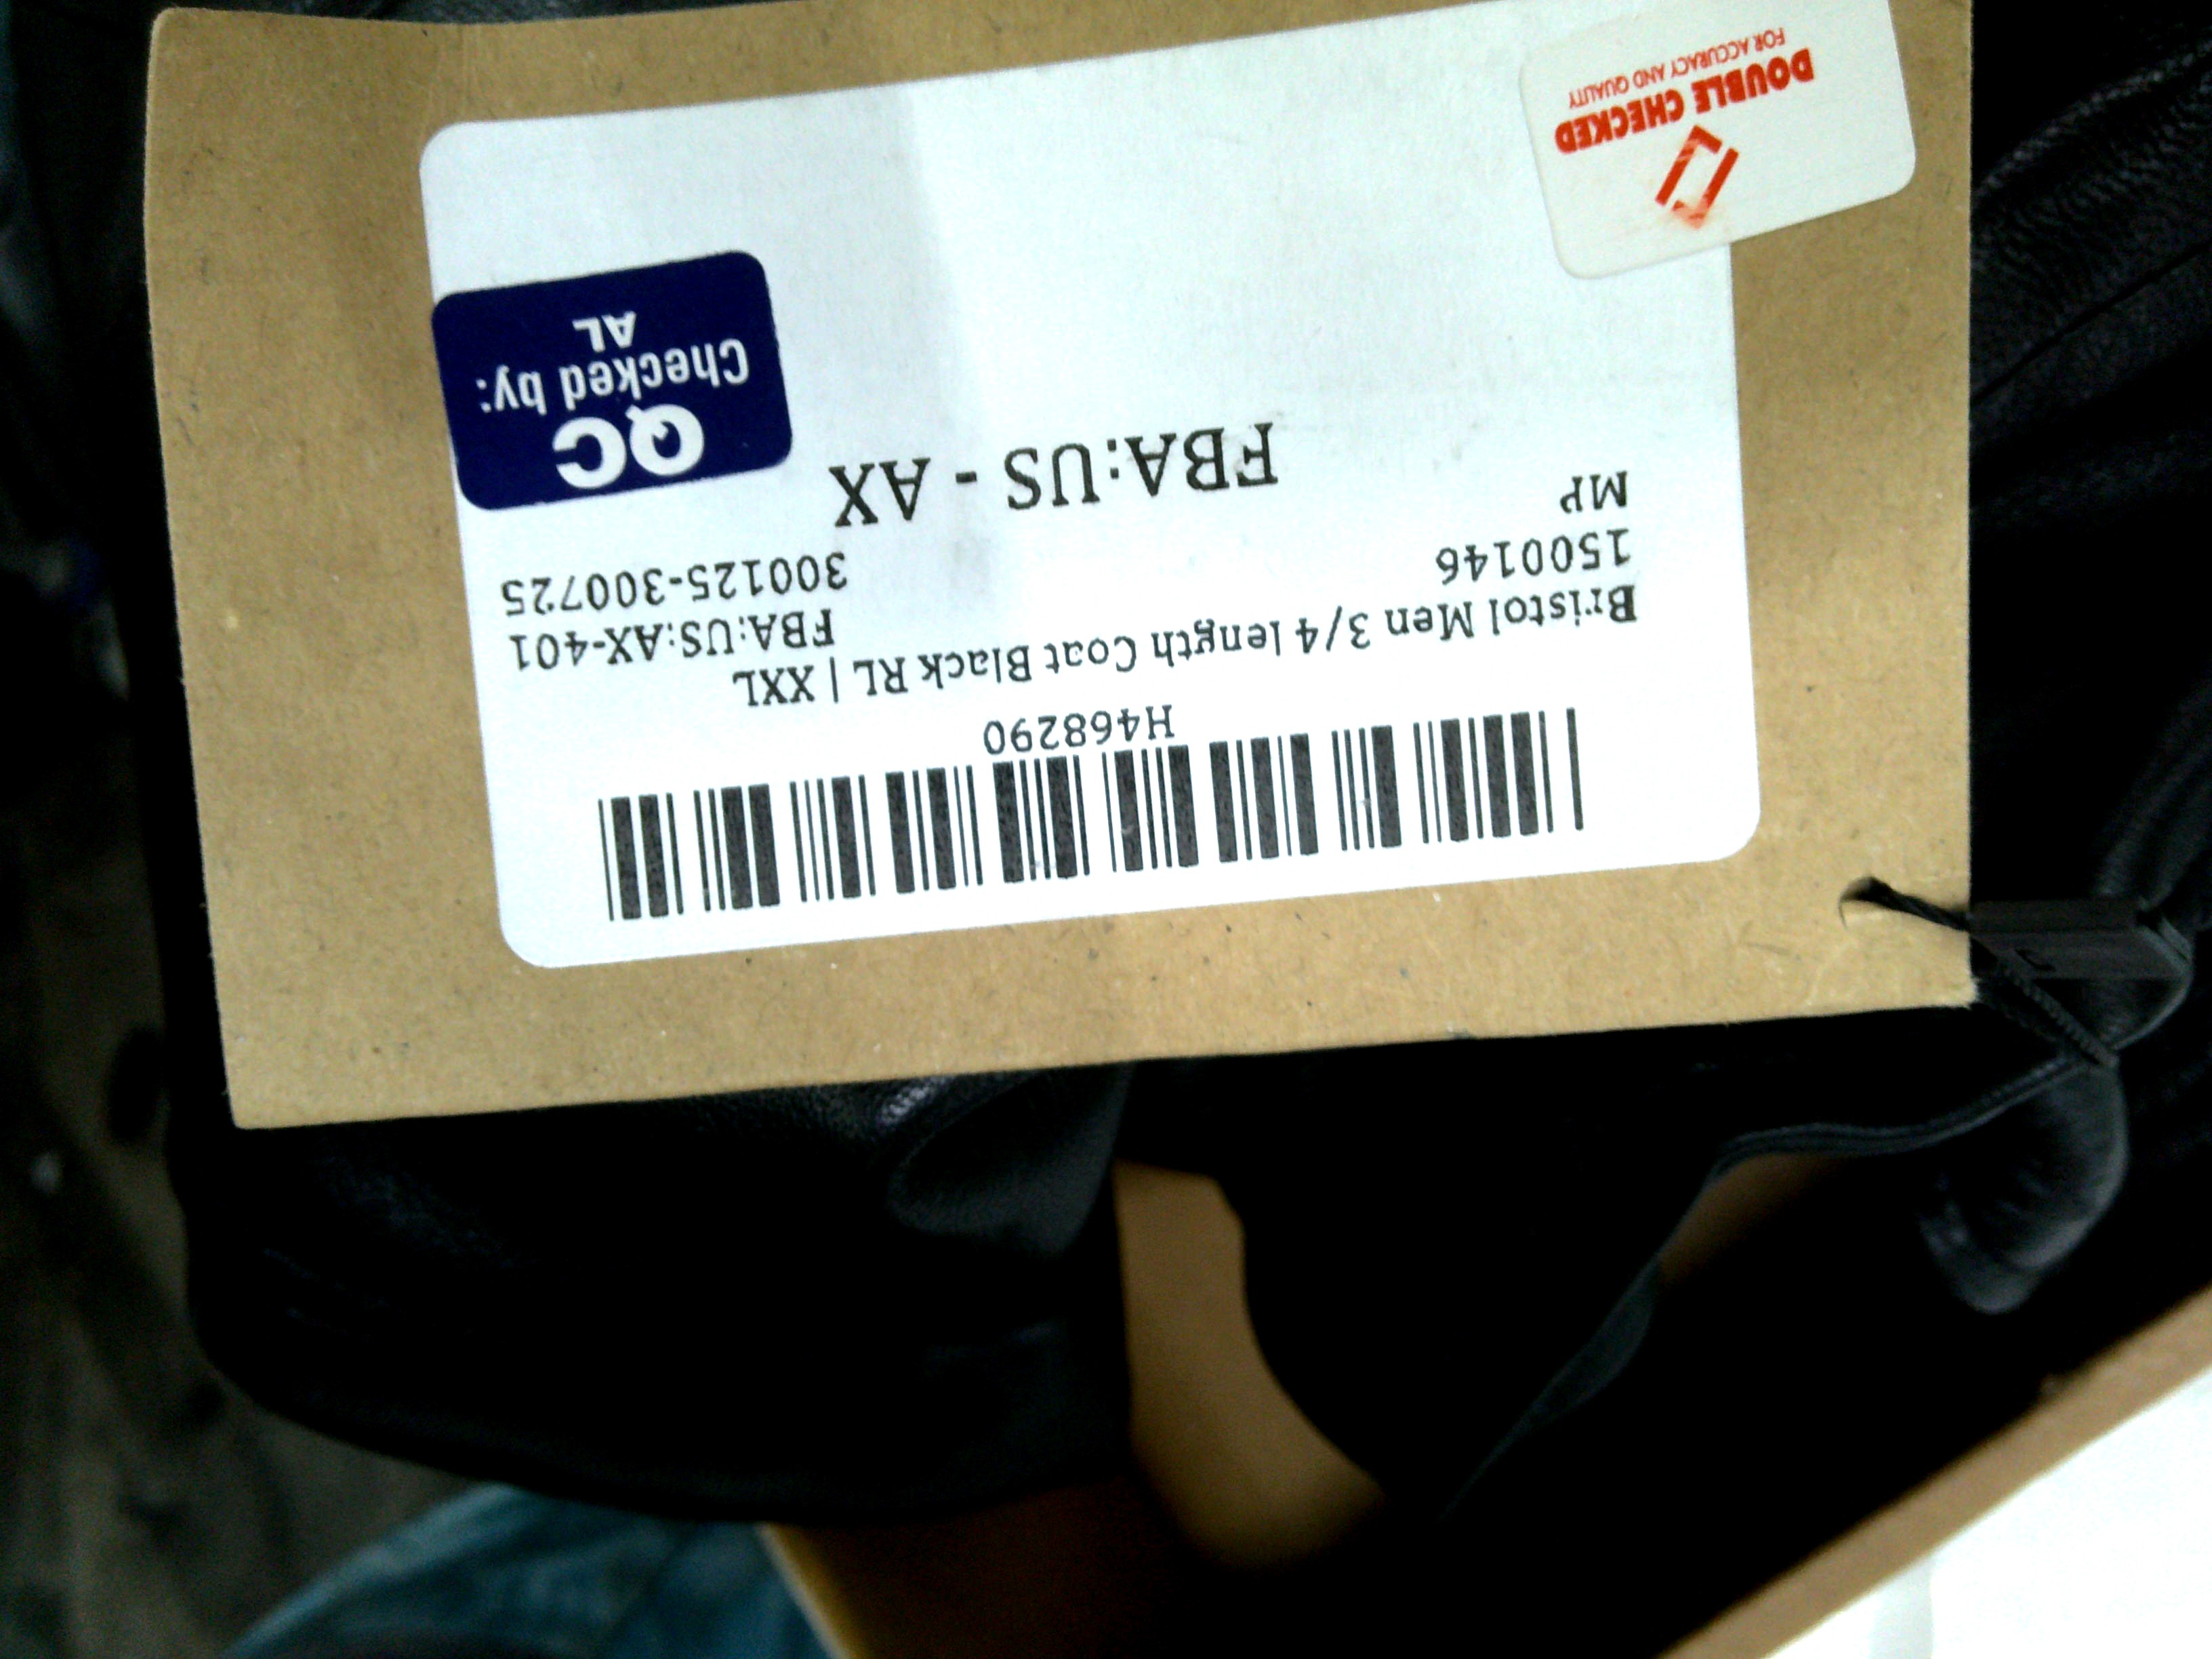 H468290
Bristol Men 3/4 length Coat Black RL | XXL
1500146
FBA:US:AX-401
MP
300125-300725
FBA:US - AX
QC
Checked by:
AL
DOUBLE CHECKED
FOR ACCURACY AND QUALITY